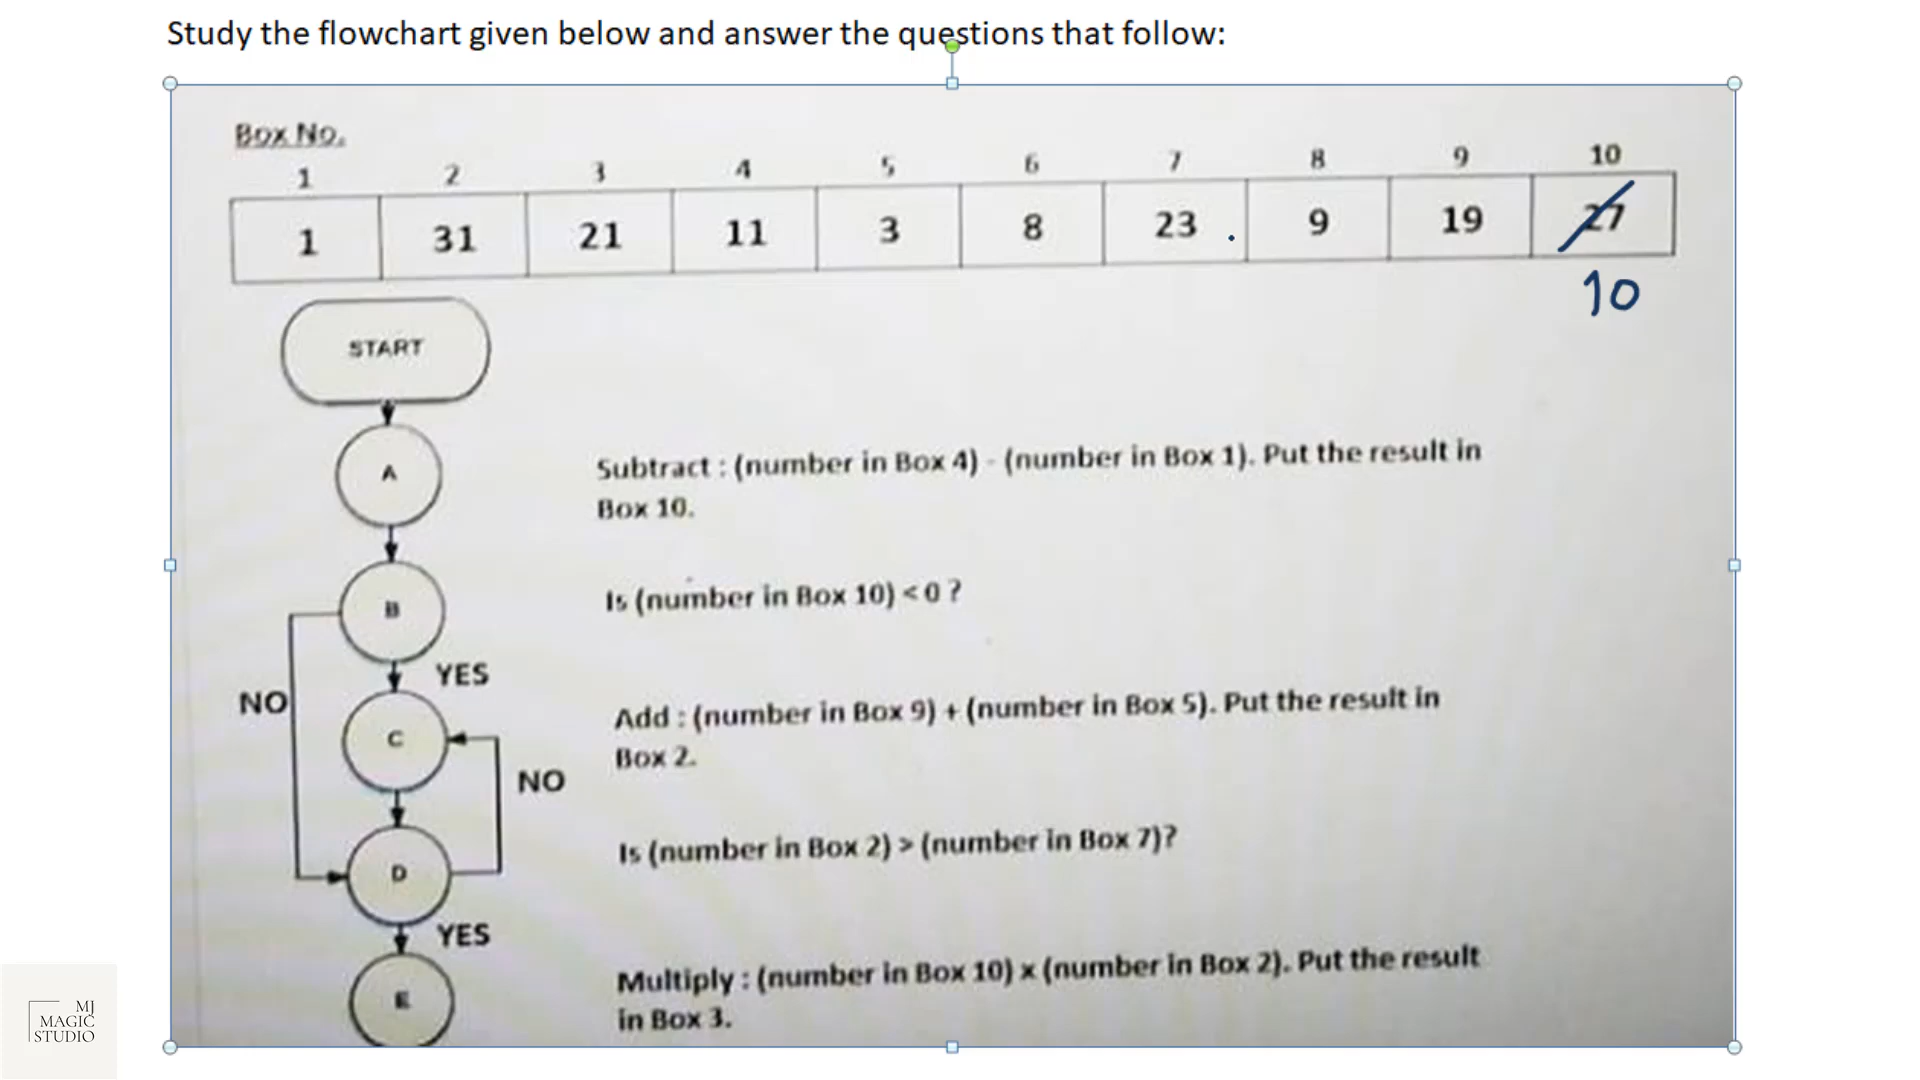 Study the flowchart given below and answer the questions that follow:
Box No.
1 2 3 4 5 6 7 8 9 10
1 31 21 11 3 8 23 . 9 19 27
10
START
A
Subtract : (number in Box 4) - (number in Box 1). Put the result in
Box 10.
B
Is (number in Box 10) < 0 ?
YES
NO
C
Add : (number in Box 9) + (number in Box 5). Put the result in
Box 2.
NO
D
Is (number in Box 2) > (number in Box 7)?
YES
E
Multiply : (number in Box 10) x (number in Box 2). Put the result
in Box 3.
MJ
MAGIC
STUDIO